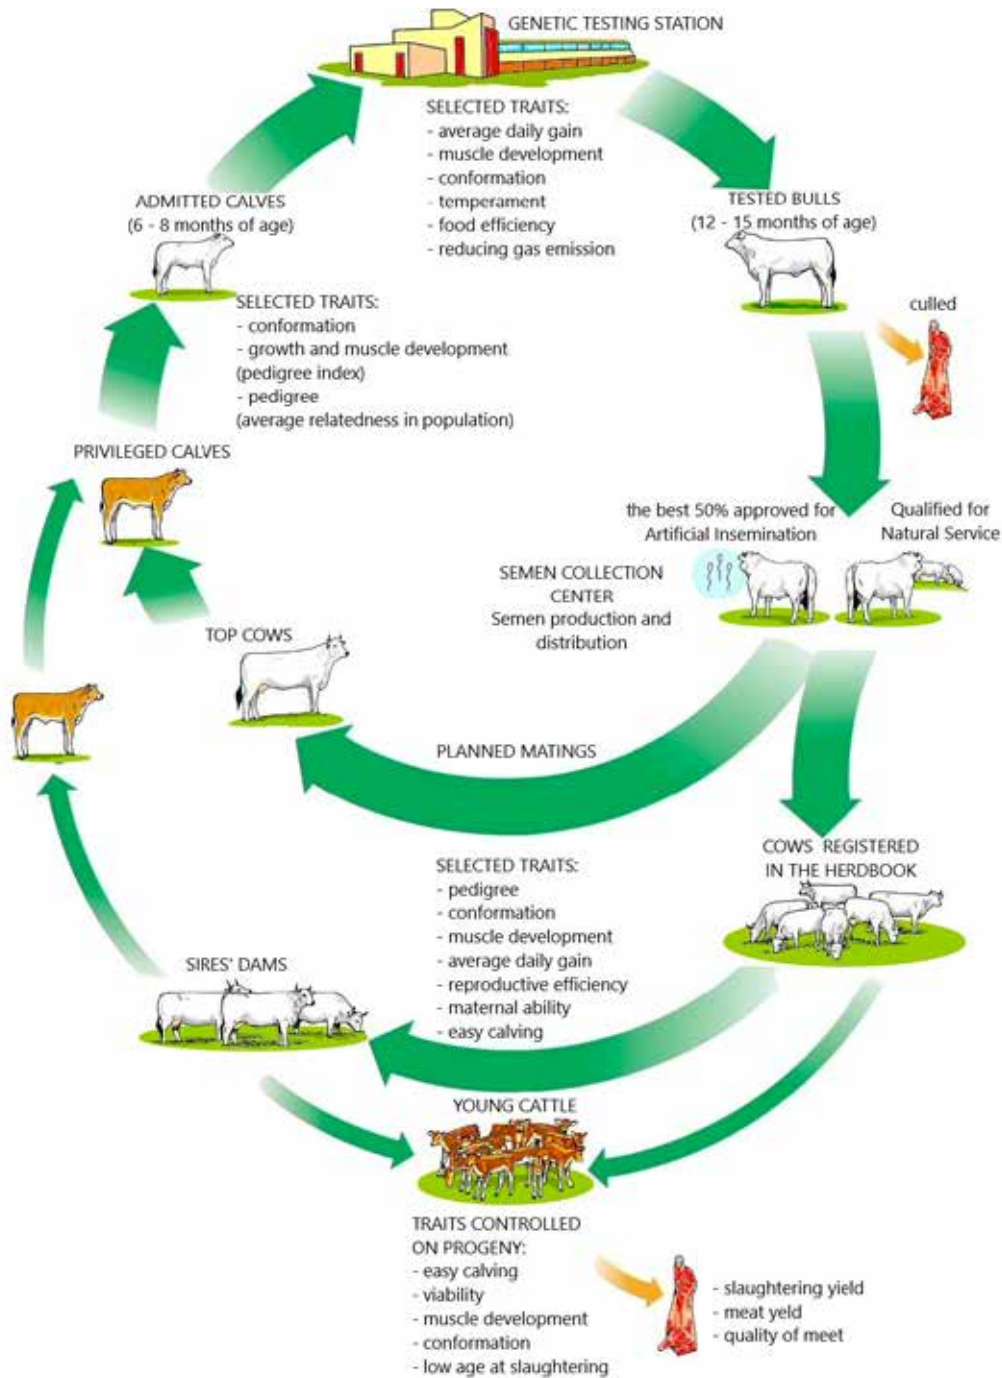 GENETIC TESTING STATION
SELECTED TRAITS:
- average daily gain
- muscle development
- conformation
- temperament
- food efficiency
- reducing gas emission
ADMITTED CALVES
(6 - 8 months of age)
TESTED BULLS
(12 - 15 months of age)
culled
SELECTED TRAITS:
- conformation
- growth and muscle development
(pedigree index)
- pedigree
(average relatedness in population)
PRIVILEGED CALVES
the best 50% approved for
Artificial Insemination
Qualified for
Natural Service
SEMEN COLLECTION
CENTER
Semen production and
distribution
TOP COWS
PLANNED MATINGS
COWS REGISTERED
IN THE HERDBOOK
SELECTED TRAITS:
- pedigree
- conformation
- muscle development
- average daily gain
- reproductive efficiency
- maternal ability
- easy calving
SIRES' DAMS
YOUNG CATTLE
TRAITS CONTROLLED
ON PROGENY:
- easy calving
- viability
- muscle development
- conformation
- low age at slaughtering
- slaughtering yield
- meat yeld
- quality of meet